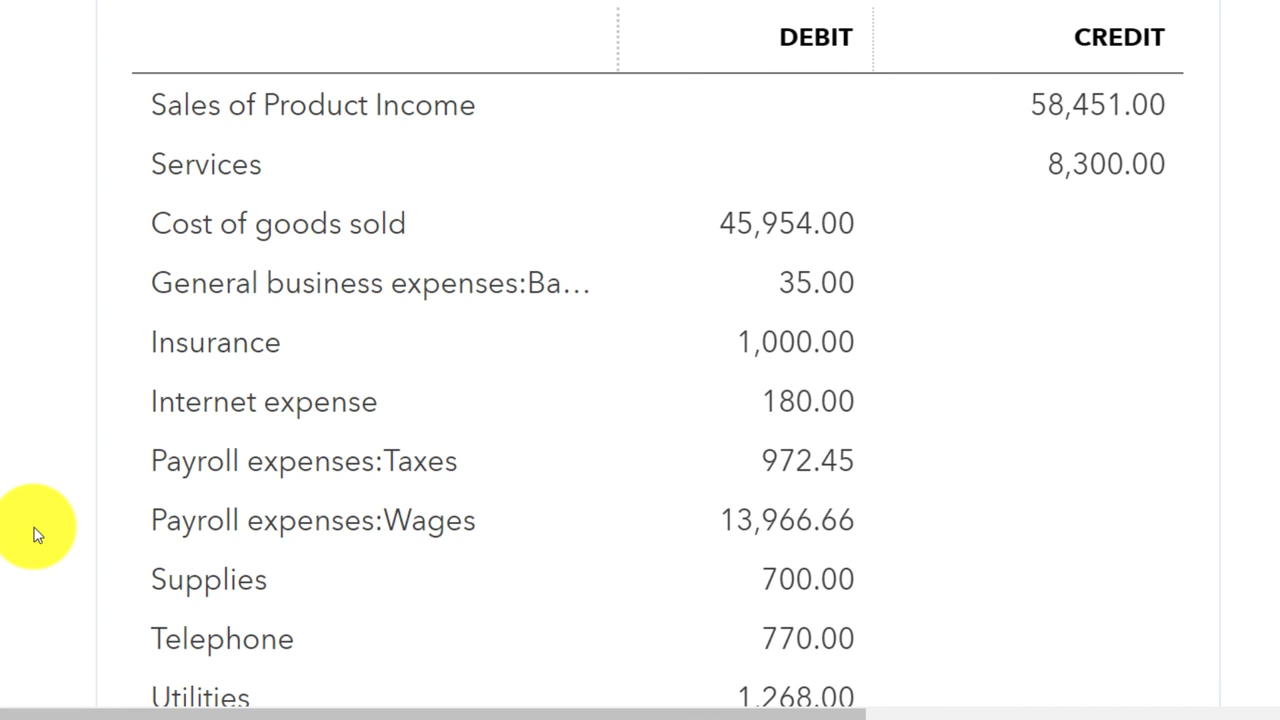 DEBIT CREDIT
Sales of Product Income 58,451.00
Services 8,300.00
Cost of goods sold 45,954.00
General business expenses:Ba... 35.00
Insurance 1,000.00
Internet expense 180.00
Payroll expenses:Taxes 972.45
Payroll expenses:Wages 13,966.66
Supplies 700.00
Telephone 770.00
Utilities 1,268.00